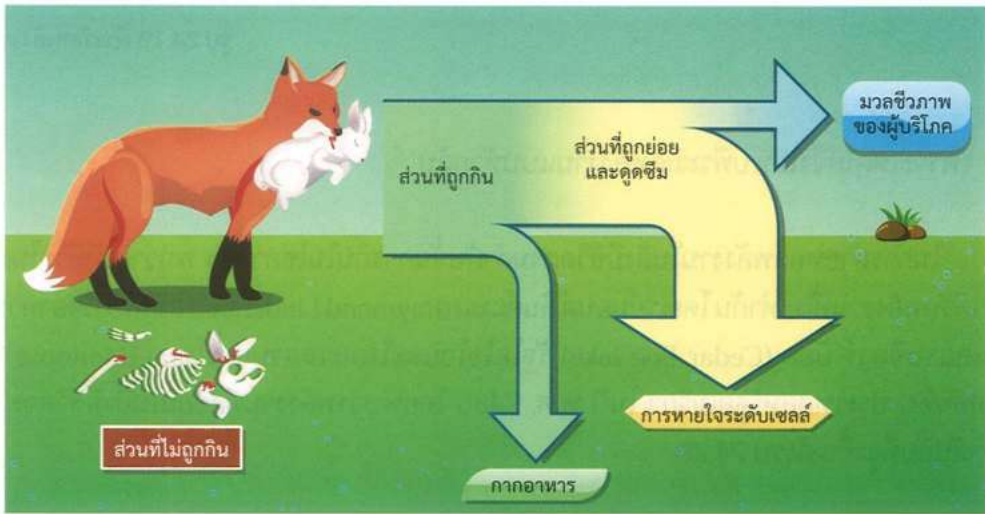 มวลชีวภาพ
ของผู้บริโภค
ส่วนที่ถูกย่อย
และดูดซึม
ส่วนที่ถูกกิน
การหายใจระดับเซลล์
ส่วนที่ไม่ถูกกิน
กากอาหาร